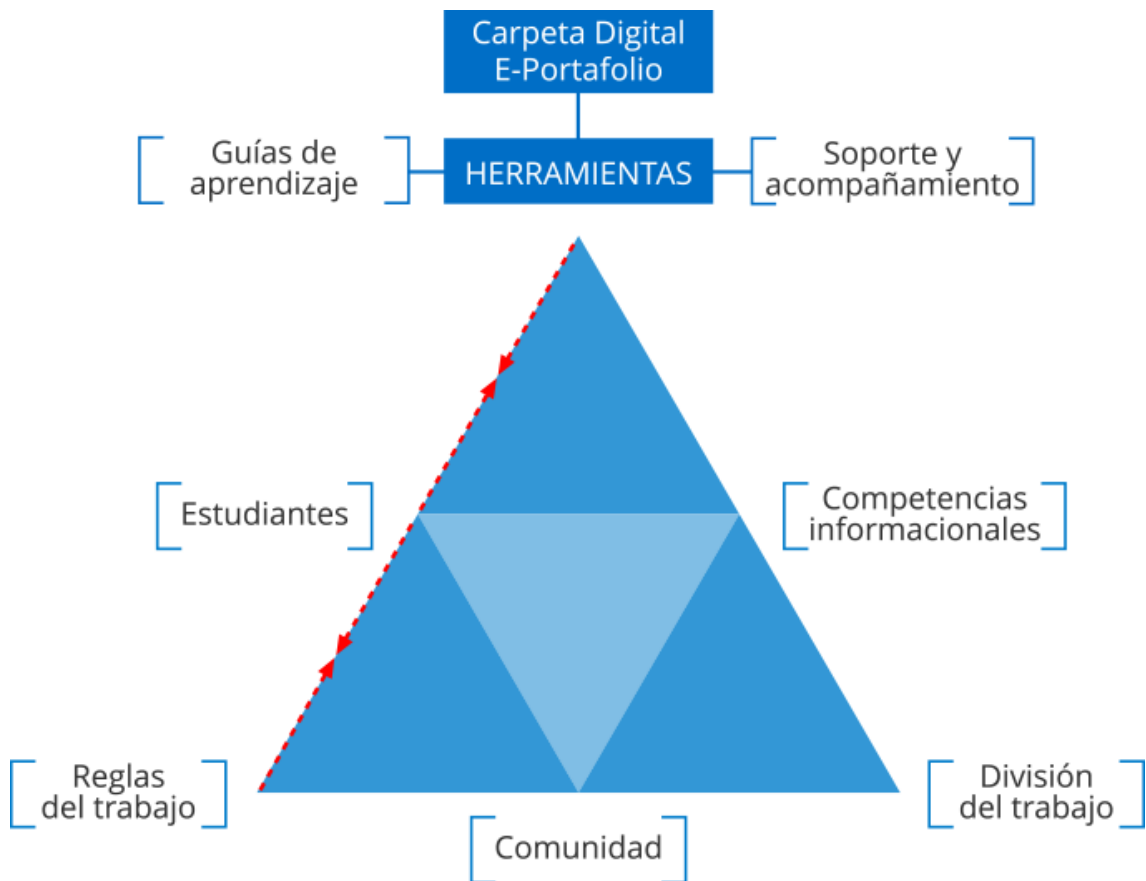 Carpeta Digital
E-Portafolio
Guías de
aprendizaje
HERRAMIENTAS
Soporte y
acompañamiento
Estudiantes
Competencias
informacionales
Reglas
del trabajo
Comunidad
División
del trabajo